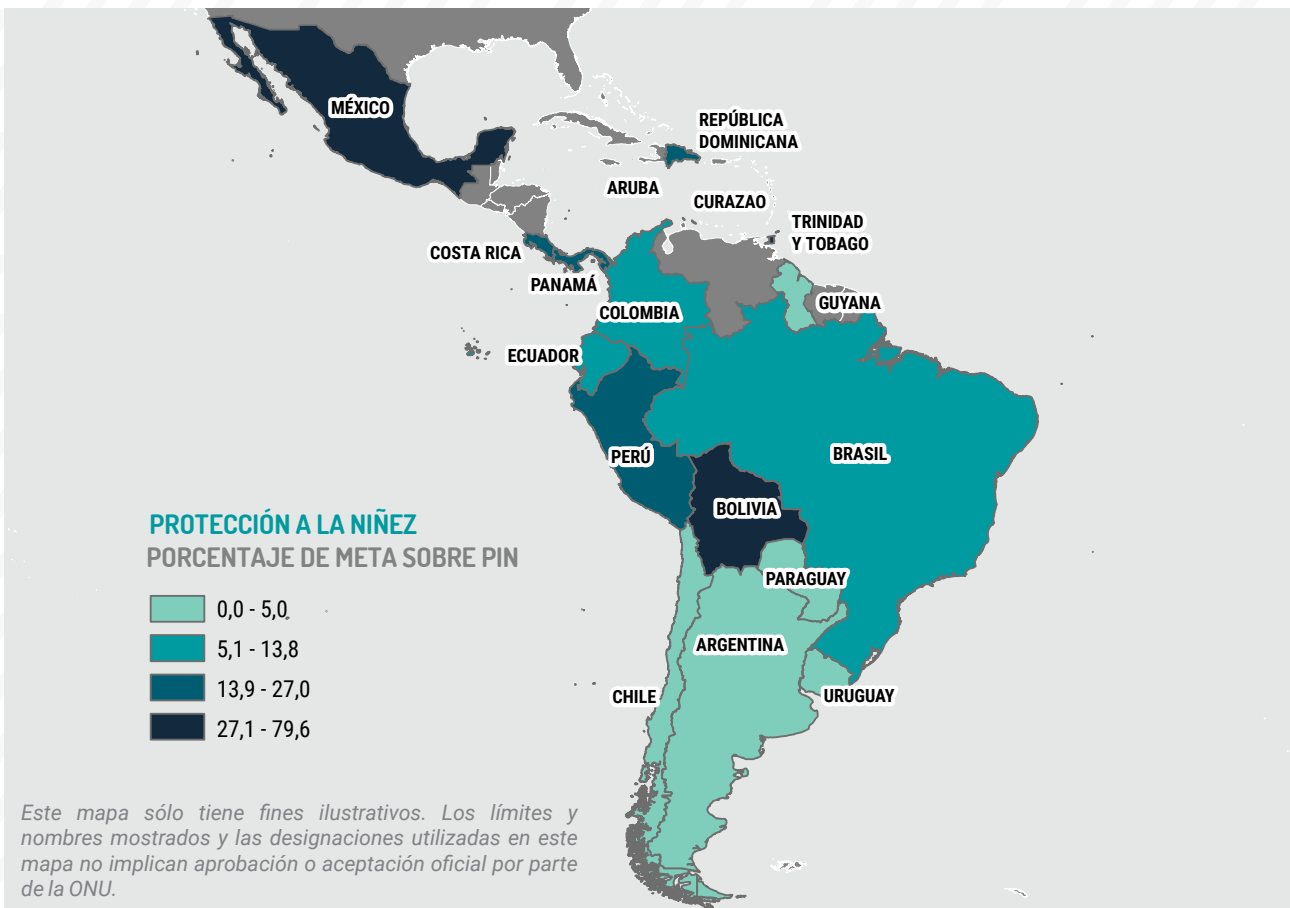 MÉXICO
REPÚBLICA
DOMINICANA
ARUBA
CURAZAO
TRINIDAD
Y TOBAGO
COSTA RICA
PANAMÁ
GUYANA
COLOMBIA
ECUADOR
PERÚ
BRASIL
BOLIVIA
PARAGUAY
ARGENTINA
CHILE
URUGUAY
PROTECCIÓN A LA NIÑEZ
PORCENTAJE DE META SOBRE PIN
0,0 - 5,0
5,1 - 13,8
13,9 - 27,0
27,1 - 79,6
Este mapa sólo tiene fines ilustrativos. Los límites y
nombres mostrados y las designaciones utilizadas en este
mapa no implican aprobación o aceptación oficial por parte
de la ONU.